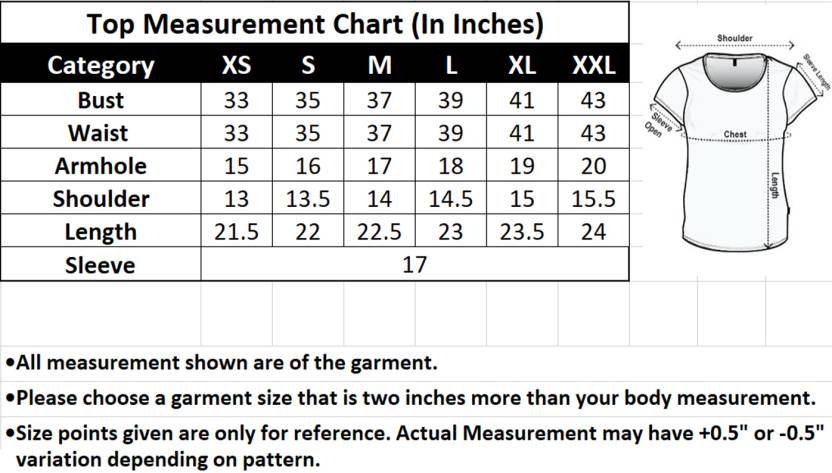 Top Measurement Chart (In Inches)
Category XS S M L XL XXL
Bust 33 35 37 39 41 43
Waist 33 35 37 39 41 43
Armhole 15 16 17 18 19 20
Shoulder 13 13.5 14 14.5 15 15.5
Length 21.5 22 22.5 23 23.5 24
Sleeve 17
Shoulder
Sleeve Length
Sleeve
Open
Chest
Length
•All measurement shown are of the garment.
•Please choose a garment size that is two inches more than your body measurement.
•Size points given are only for reference. Actual Measurement may have +0.5" or -0.5"
variation depending on pattern.